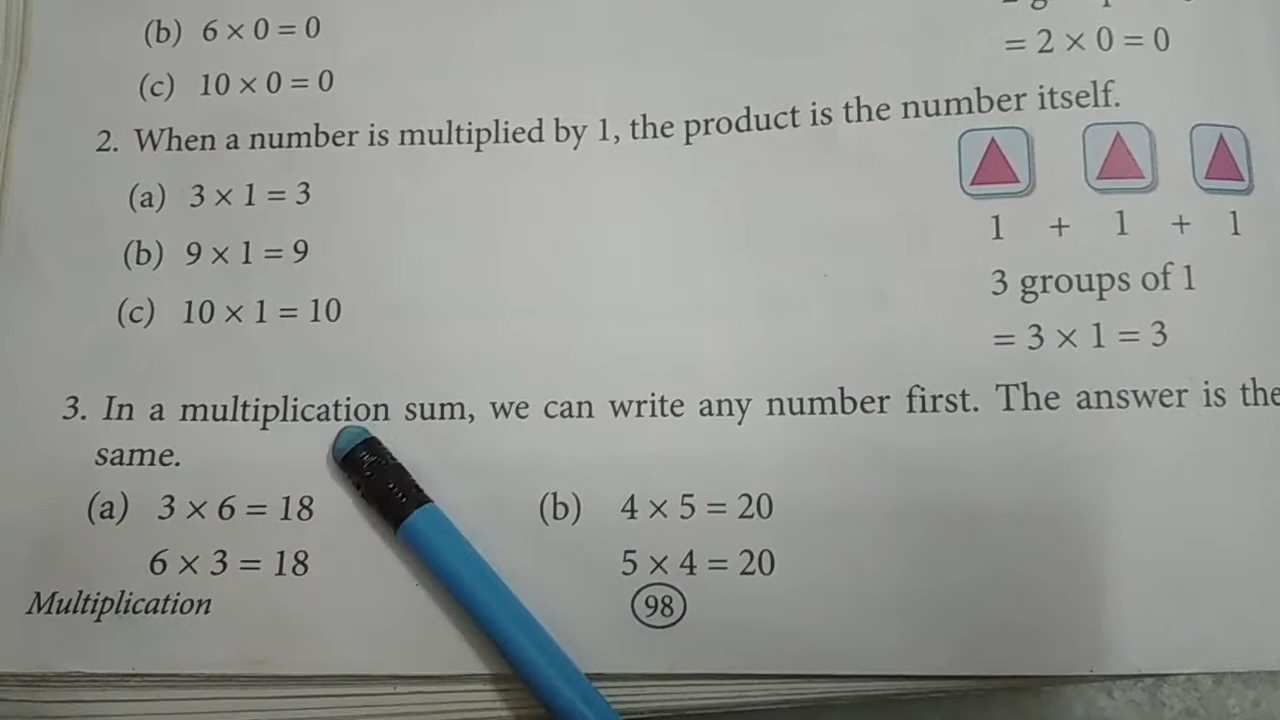 (b) 6 × 0 = 0
= 2 × 0 = 0
(c) 10 × 0 = 0
2. When a number is multiplied by 1, the product is the number itself.
(a) 3 × 1 = 3
(b) 9 × 1 = 9
(c) 10 × 1 = 10
1 + 1 + 1
3 groups of 1
= 3 × 1 = 3
3. In a multiplication sum, we can write any number first. The answer is the
same.
(a) 3 × 6 = 18
6 × 3 = 18
(b) 4 × 5 = 20
5 × 4 = 20
Multiplication
98